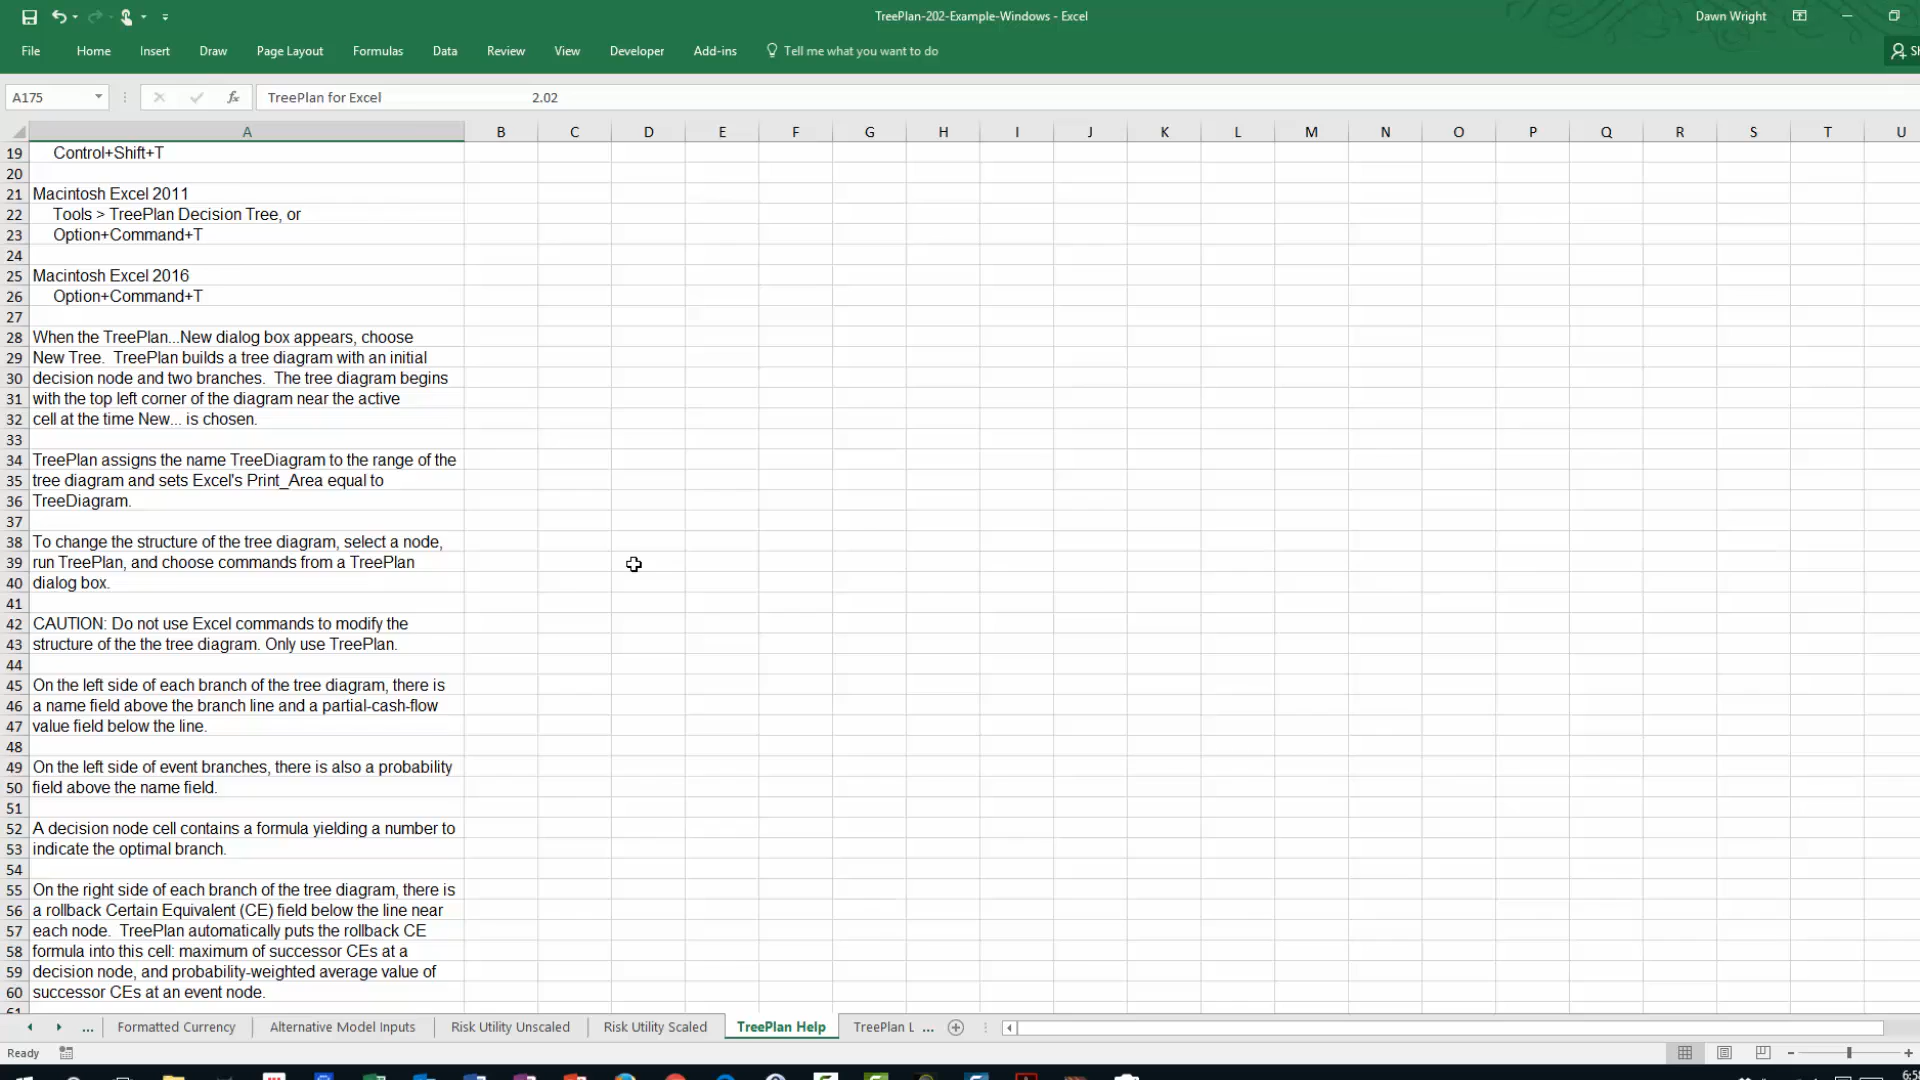 TreePlan-202-Example-Windows - Excel
Dawn Wright
File Home Insert Draw Page Layout Formulas Data Review View Developer Add-ins Tell me what you want to do
A175 fx TreePlan for Excel 2.02
A B C D E F G H I J K L M N O P Q R S T U
19 Control+Shift+T
20
21 Macintosh Excel 2011
22 Tools > TreePlan Decision Tree, or
23 Option+Command+T
24
25 Macintosh Excel 2016
26 Option+Command+T
27
28 When the TreePlan...New dialog box appears, choose
29 New Tree.  TreePlan builds a tree diagram with an initial
30 decision node and two branches.  The tree diagram begins
31 with the top left corner of the diagram near the active
32 cell at the time New... is chosen.
33
34 TreePlan assigns the name TreeDiagram to the range of the
35 tree diagram and sets Excel's Print_Area equal to
36 TreeDiagram.
37
38 To change the structure of the tree diagram, select a node,
39 run TreePlan, and choose commands from a TreePlan
40 dialog box.
41
42 CAUTION: Do not use Excel commands to modify the
43 structure of the the tree diagram. Only use TreePlan.
44
45 On the left side of each branch of the tree diagram, there is
46 a name field above the branch line and a partial-cash-flow
47 value field below the line.
48
49 On the left side of event branches, there is also a probability
50 field above the name field.
51
52 A decision node cell contains a formula yielding a number to
53 indicate the optimal branch.
54
55 On the right side of each branch of the tree diagram, there is
56 a rollback Certain Equivalent (CE) field below the line near
57 each node.  TreePlan automatically puts the rollback CE
58 formula into this cell: maximum of successor CEs at a
59 decision node, and probability-weighted average value of
60 successor CEs at an event node.
... Formatted Currency Alternative Model Inputs Risk Utility Unscaled Risk Utility Scaled TreePlan Help TreePlan L ...
Ready